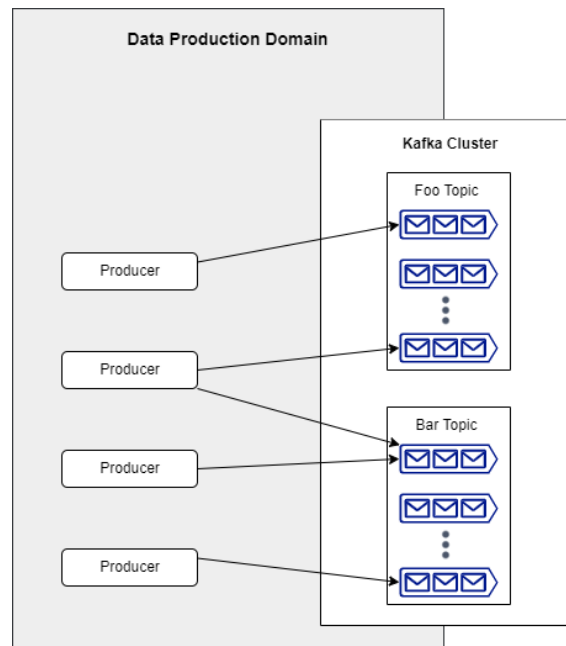 Data Production Domain
Kafka Cluster
Foo Topic
Producer
Producer
Bar Topic
Producer
Producer